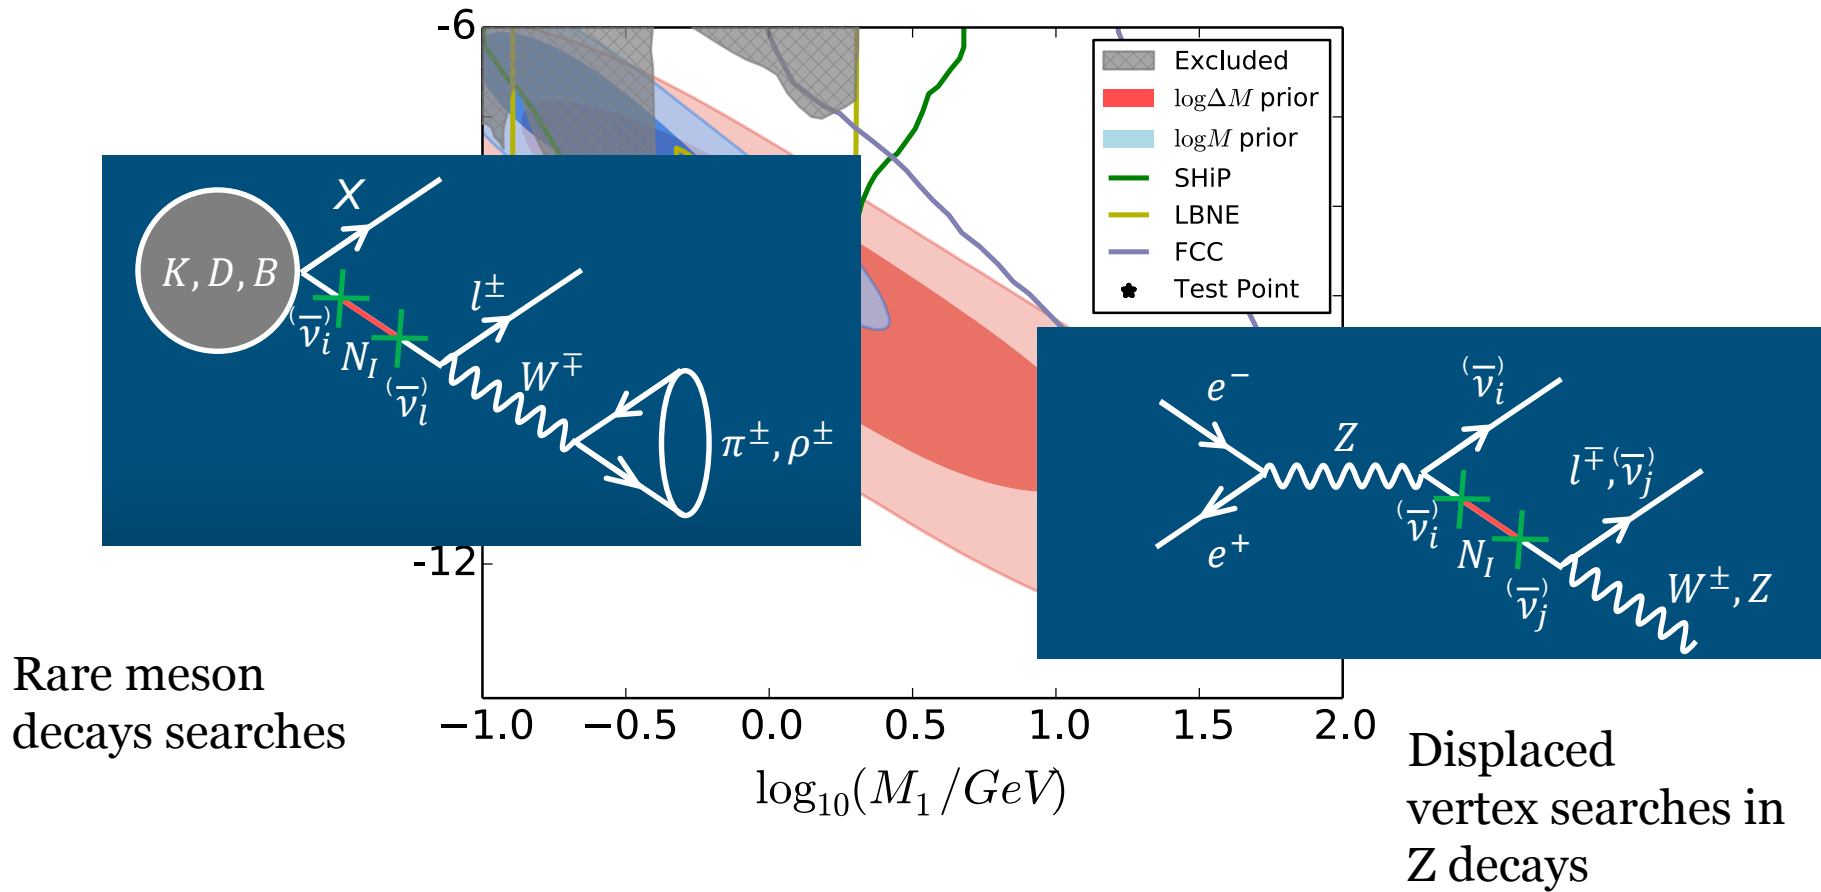 -6
Excluded
logΔM prior
logM prior
SHiP
LBNE
FCC
Test Point
X
K, D, B
l±
(ν̅ᵢ)
N_I
(ν̅ₗ)
W∓
π±, ρ±
e⁻
e⁺
Z
(ν̅ᵢ)
l∓,(ν̅ⱼ)
(ν̅ᵢ)
N_I
(ν̅ⱼ)
W±, Z
-12
−1.0 −0.5 0.0 0.5 1.0 1.5 2.0
log₁₀(M₁/GeV)
Rare meson
decays searches
Displaced
vertex searches in
Z decays